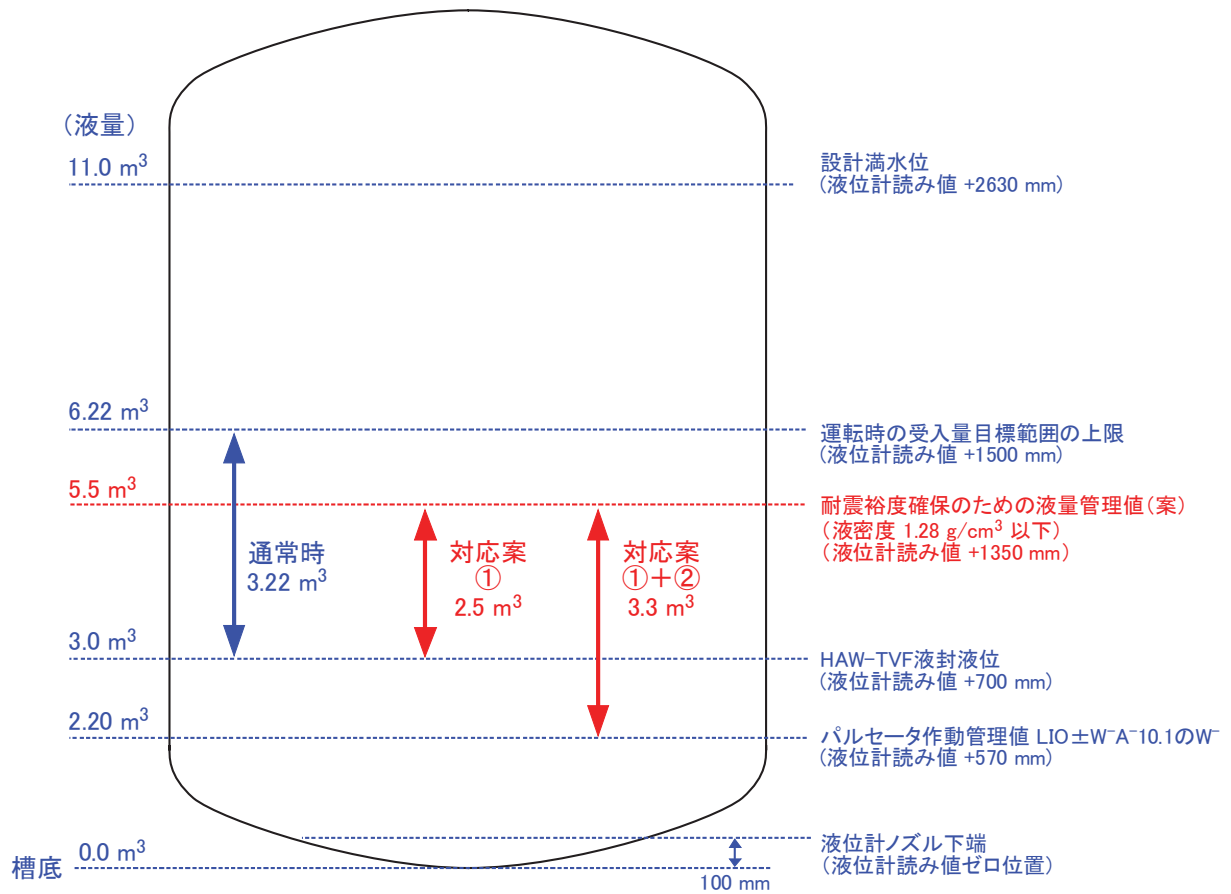 （液量）
11.0 m³
設計満水位
（液位計読み値 +2630 mm）
6.22 m³
運転時の受入量目標範囲の上限
（液位計読み値 +1500 mm）
5.5 m³
耐震裕度確保のための液量管理値（案）
（液密度 1.28 g/cm³ 以下）
（液位計読み値 +1350 mm）
通常時
3.22 m³
対応案
①
2.5 m³
対応案
①＋②
3.3 m³
3.0 m³
HAW-TVF液封液位
（液位計読み値 +700 mm）
2.20 m³
パルセータ作動管理値 LIO±W⁻A⁻10.1のW⁻
（液位計読み値 +570 mm）
液位計ノズル下端
（液位計読み値ゼロ位置）
槽底
0.0 m³
100 mm